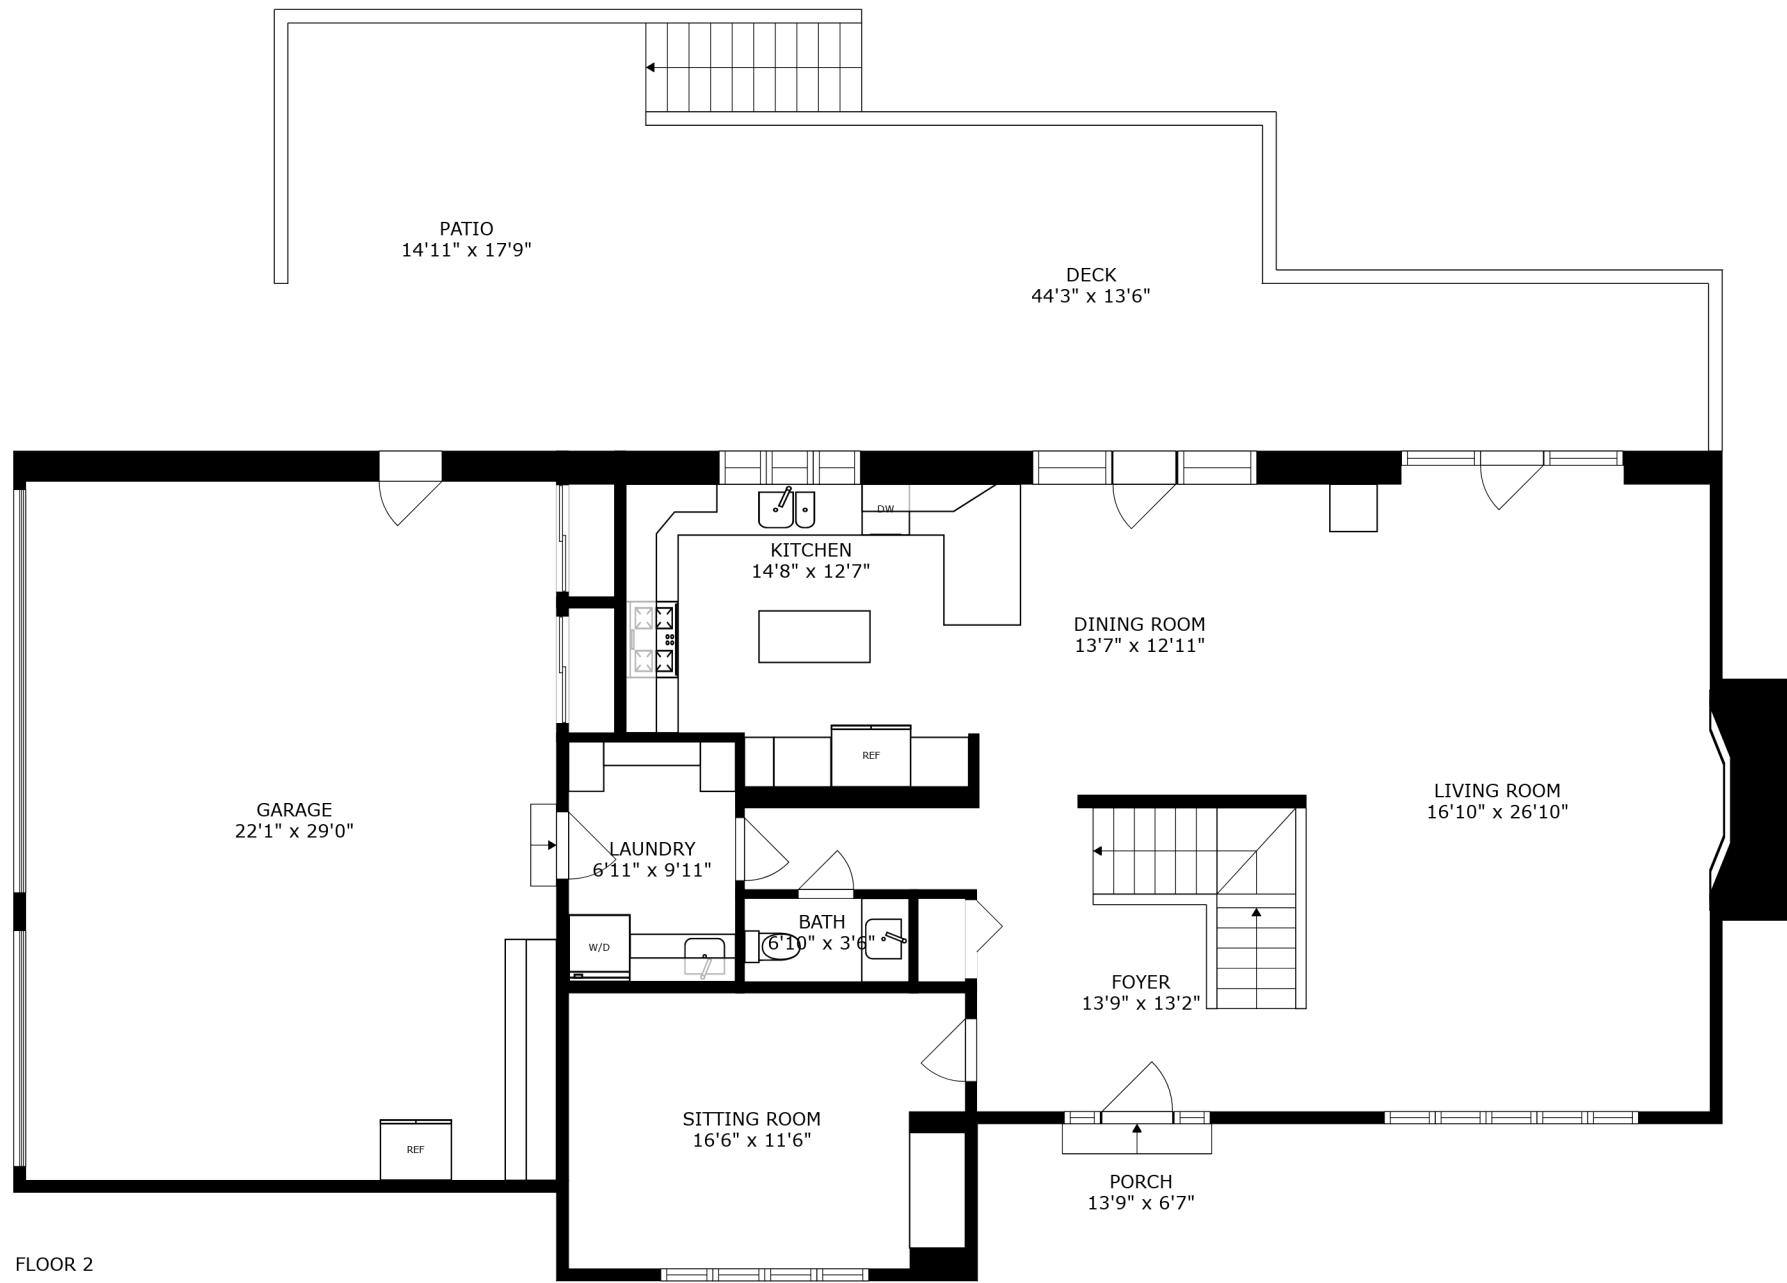 PATIO
14'11" x 17'9"
DECK
44'3" x 13'6"
DW
KITCHEN
14'8" x 12'7"
DINING ROOM
13'7" x 12'11"
REF
GARAGE
22'1" x 29'0"
LIVING ROOM
16'10" x 26'10"
LAUNDRY
6'11" x 9'11"
BATH
6'10" x 3'6"
W/D
FOYER
13'9" x 13'2"
SITTING ROOM
16'6" x 11'6"
REF
PORCH
13'9" x 6'7"
FLOOR 2